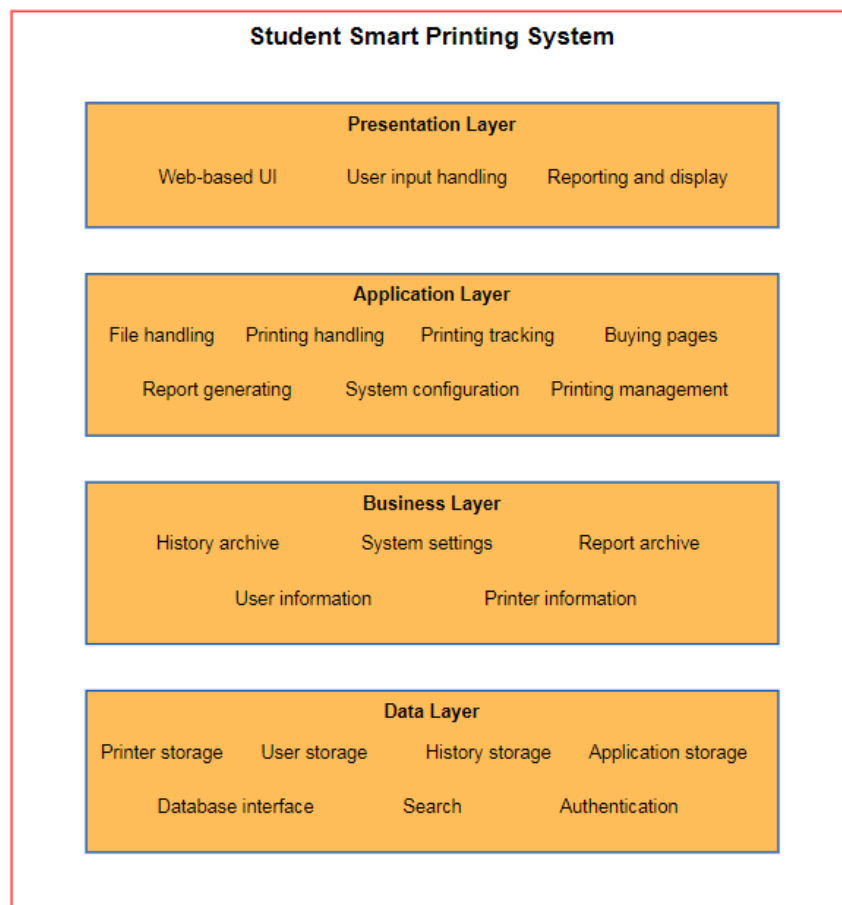 Student Smart Printing System
Presentation Layer
Web-based UI User input handling Reporting and display
Application Layer
File handling Printing handling Printing tracking Buying pages
Report generating System configuration Printing management
Business Layer
History archive System settings Report archive
User information Printer information
Data Layer
Printer storage User storage History storage Application storage
Database interface Search Authentication